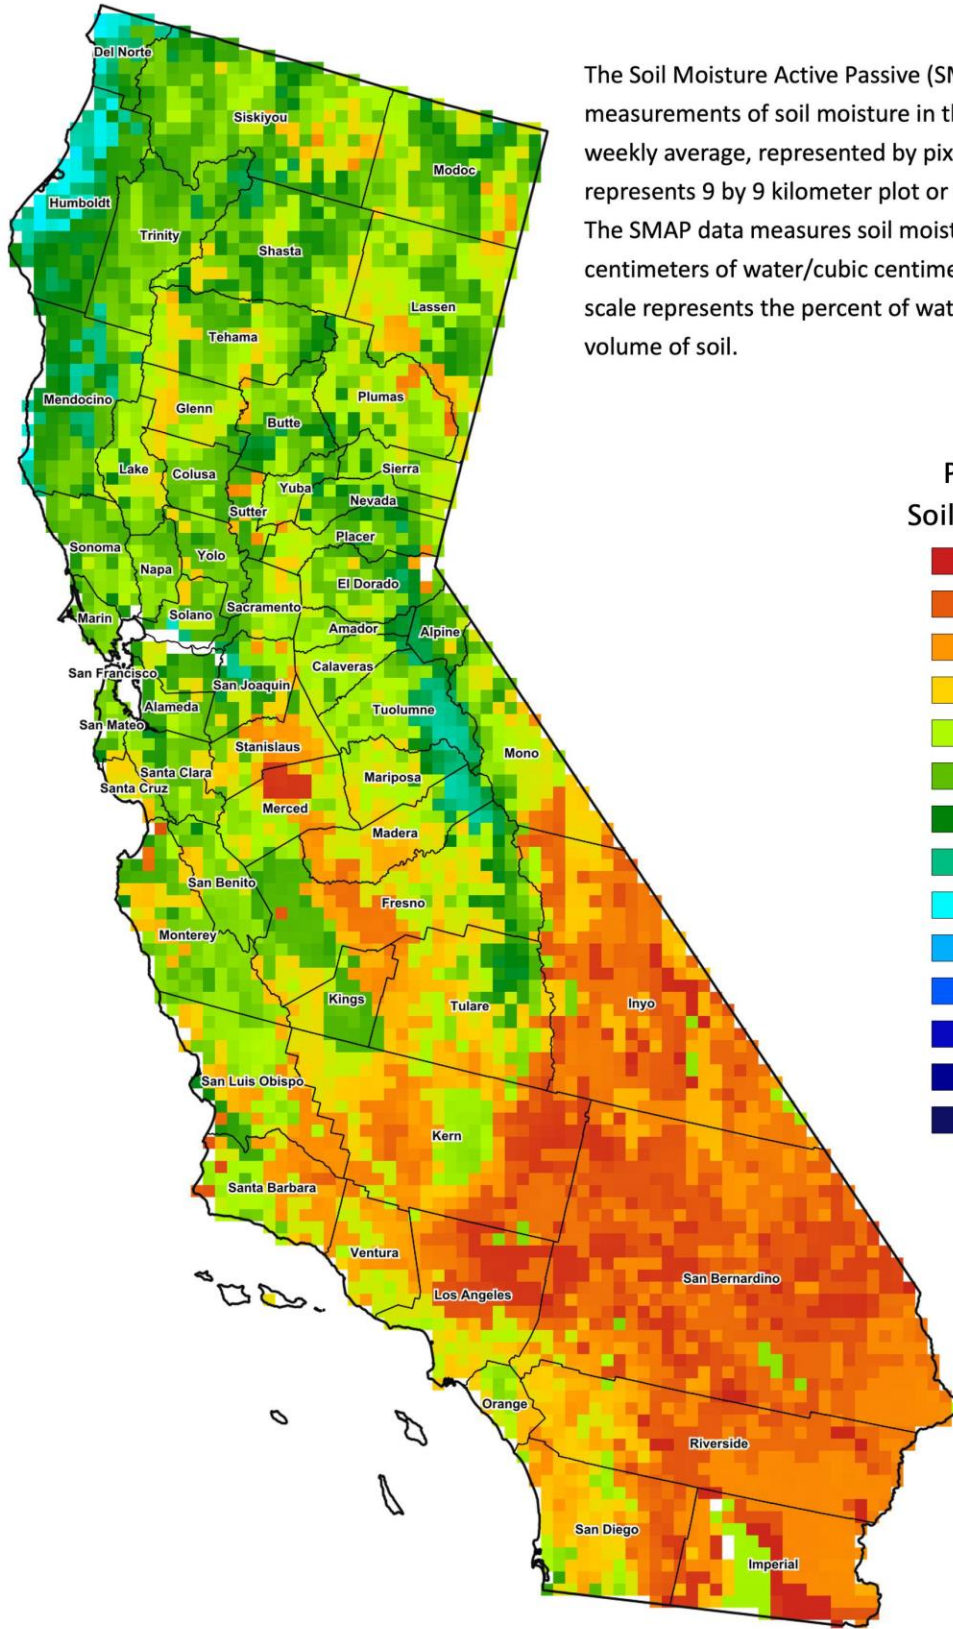 The Soil Moisture Active Passive (SM
measurements of soil moisture in th
weekly average, represented by pix
represents 9 by 9 kilometer plot or
The SMAP data measures soil moist
centimeters of water/cubic centime
scale represents the percent of wat
volume of soil.
P
Soil
Del Norte
Siskiyou
Modoc
Humboldt
Trinity
Shasta
Lassen
Tehama
Plumas
Mendocino
Glenn
Butte
Lake
Colusa
Sierra
Yuba
Nevada
Sutter
Placer
Sonoma
Yolo
Napa
El Dorado
Sacramento
Solano
Marin
Amador
Alpine
Calaveras
San Francisco
San Joaquin
Alameda
Tuolumne
San Mateo
Stanislaus
Mono
Santa Clara
Mariposa
Santa Cruz
Merced
Madera
San Benito
Fresno
Monterey
Kings
Tulare
Inyo
San Luis Obispo
Kern
Santa Barbara
Ventura
San Bernardino
Los Angeles
Orange
Riverside
San Diego
Imperial